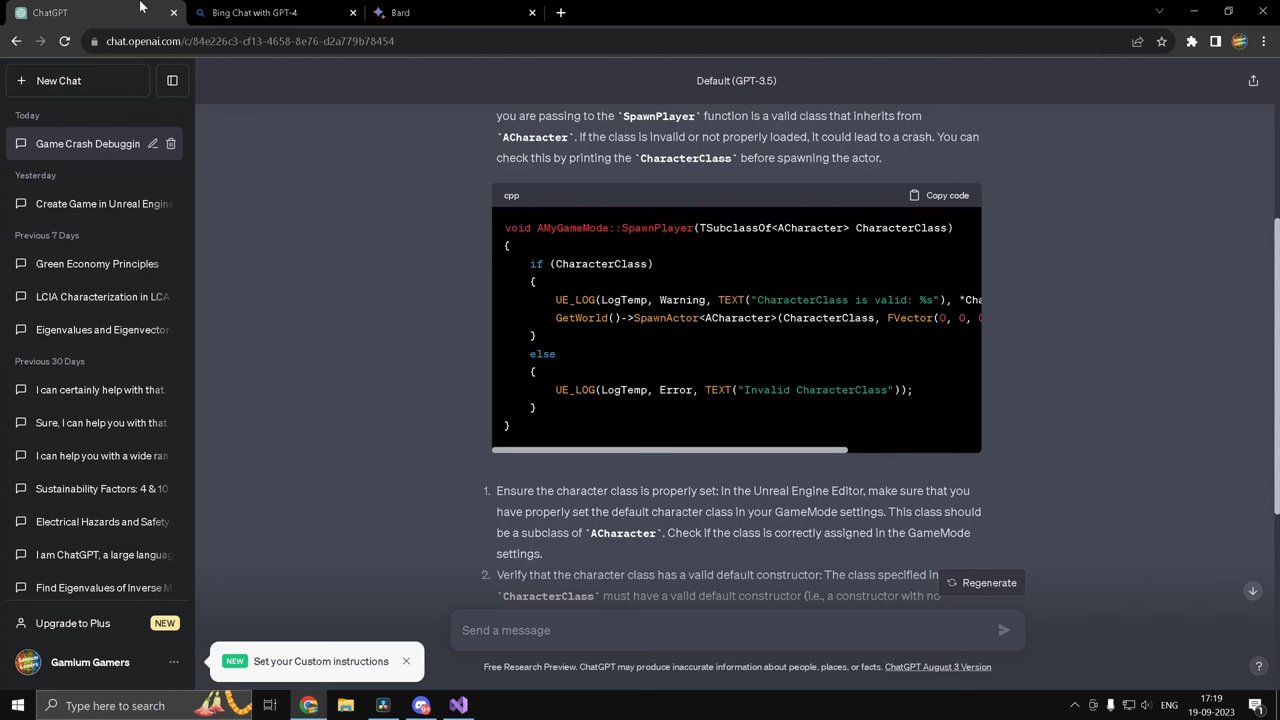 ChatGPT
Bing Chat with GPT-4
Bard
chat.openai.com/c/84e226c3-cf13-4658-8e76-d2a779b78454
New Chat
Default (GPT-3.5)
Today
Game Crash Debuggin
Yesterday
Create Game in Unreal Engine
Previous 7 Days
Green Economy Principles
LCIA Characterization in LCA
Eigenvalues and Eigenvector
Previous 30 Days
I can certainly help with that.
Sure, I can help you with that.
I can help you with a wide ran
Sustainability Factors: 4 & 10
Electrical Hazards and Safety
I am ChatGPT, a large languag
Find Eigenvalues of Inverse M
Upgrade to Plus
NEW
Gamium Gamers
NEW Set your Custom instructions
you are passing to the `SpawnPlayer` function is a valid class that inherits from
`ACharacter`. If the class is invalid or not properly loaded, it could lead to a crash. You can
check this by printing the `CharacterClass` before spawning the actor.
cpp
Copy code
void AMyGameMode::SpawnPlayer(TSubclassOf<ACharacter> CharacterClass)
{
if (CharacterClass)
{
UE_LOG(LogTemp, Warning, TEXT("CharacterClass is valid: %s"), *Cha
GetWorld()->SpawnActor<ACharacter>(CharacterClass, FVector(0, 0, 0
}
else
{
UE_LOG(LogTemp, Error, TEXT("Invalid CharacterClass"));
}
}
1. Ensure the character class is properly set: In the Unreal Engine Editor, make sure that you
have properly set the default character class in your GameMode settings. This class should
be a subclass of `ACharacter`. Check if the class is correctly assigned in the GameMode
settings.
2. Verify that the character class has a valid default constructor: The class specified in
`CharacterClass` must have a valid default constructor (i.e., a constructor with no
Regenerate
Send a message
Free Research Preview. ChatGPT may produce inaccurate information about people, places, or facts. ChatGPT August 3 Version
?
Type here to search
ENG
17:19
19-09-2023
1